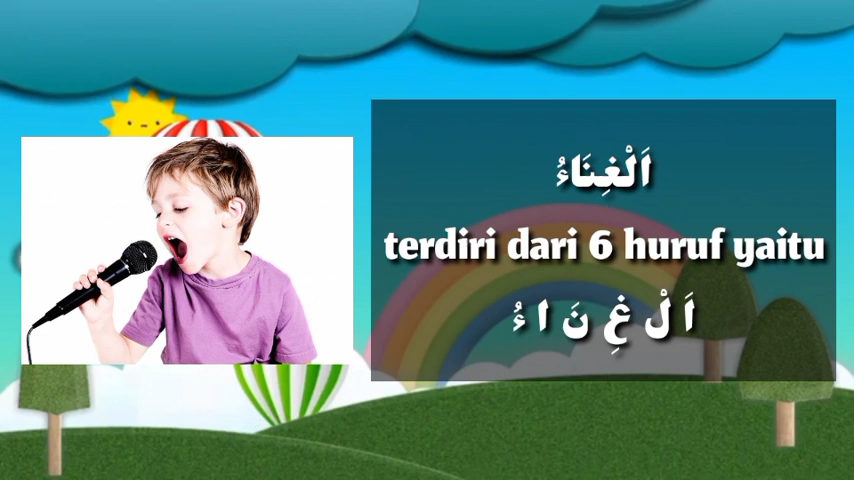 اَلْغِنَاءُ
terdiri dari 6 huruf yaitu
اَ لْ غِ نَ ا ءُ